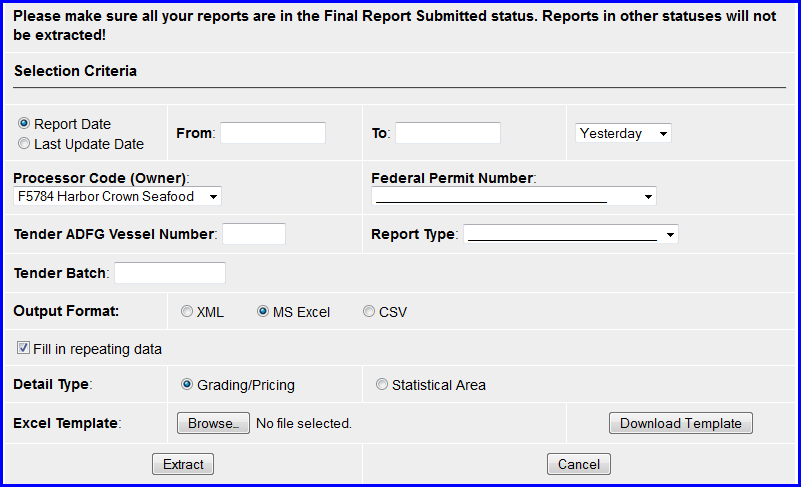 Please make sure all your reports are in the Final Report Submitted status. Reports in other statuses will not
be extracted!
Selection Criteria
Report Date
Last Update Date
From:
To:
Yesterday
Processor Code (Owner):
F5784 Harbor Crown Seafood
Federal Permit Number:
Tender ADFG Vessel Number:
Report Type:
Tender Batch:
Output Format:
XML
MS Excel
CSV
Fill in repeating data
Detail Type:
Grading/Pricing
Statistical Area
Excel Template:
Browse..
No file selected.
Download Template
Extract
Cancel